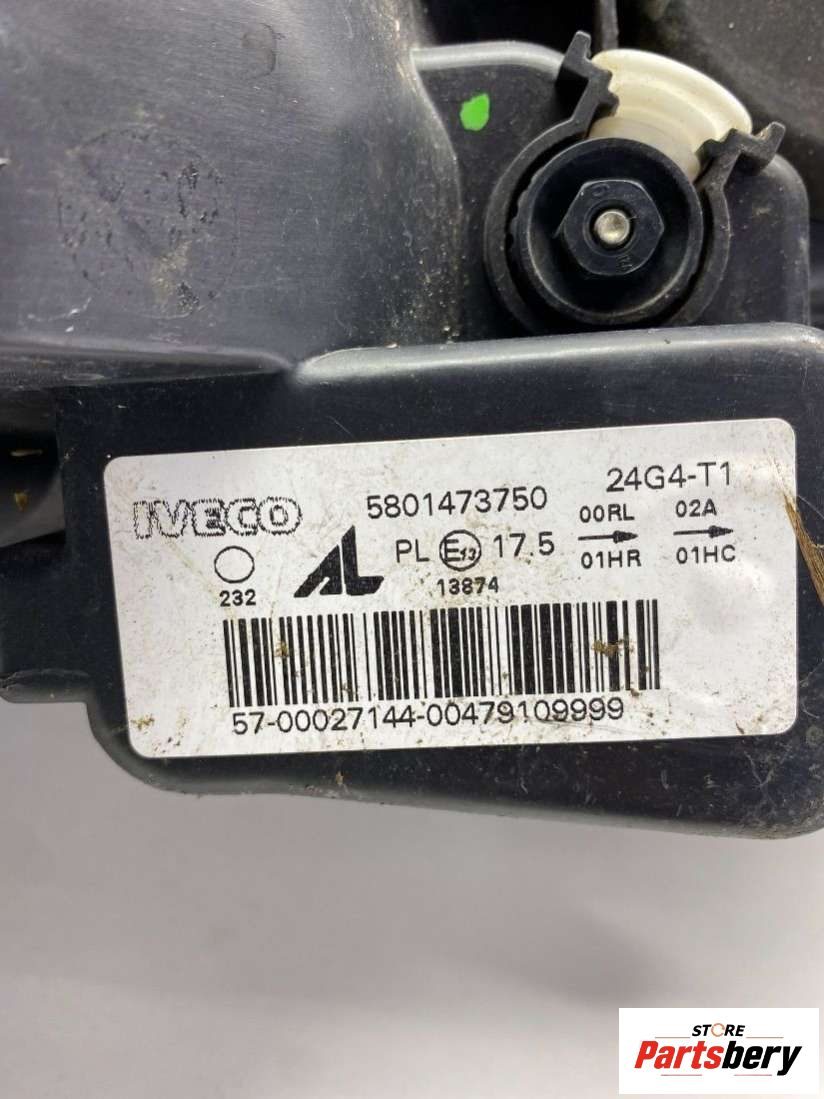 IVECO 5801473750 24G4-T1
232 AL PL E13 17.5 00RL 02A
13874 01HR 01HC
57-00027144-00479109999
STORE
Partsbery